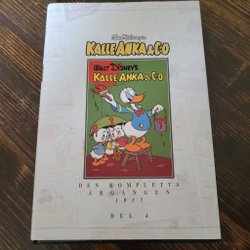 Walt Disney's
KALLE ANKA & CO
WALT DISNEY'S
KALLE ANKA & CO
DEN KOMPLETTA
ÅRGÅNGEN
1957
DEL 4